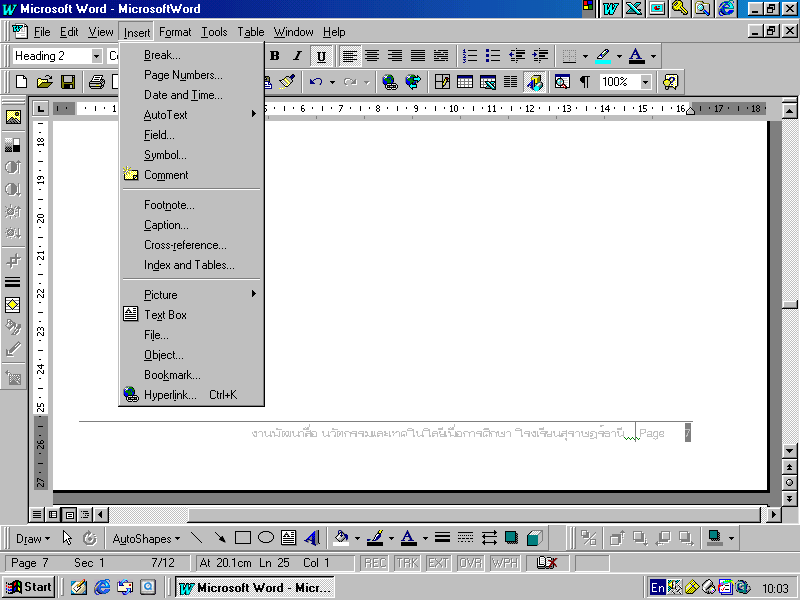 Microsoft Word - MicrosoftWord
File Edit View Insert Format Tools Table Window Help
Heading 2 B I U
100%
L 1 5 6 7 8 9 10 11 12 13 14 15 16 17 18
Break...
Page Numbers...
Date and Time...
AutoText
Field...
Symbol...
Comment
Footnote...
Caption...
Cross-reference...
Index and Tables...
Picture
Text Box
File...
Object...
Bookmark...
Hyperlink... Ctrl+K
18
19
20
21
22
23
24
25
26
27
งานพัฒนาสื่อ นวัตกรรมและเทคโนโลยีเพื่อการศึกษา โรงเรียนสุราษฎร์ธานี Page 7
Draw AutoShapes
Page 7 Sec 1 7/12 At 20.1cm Ln 25 Col 1 REC TRK EXT OVR WPH
Start Microsoft Word - Micr... En 10:03